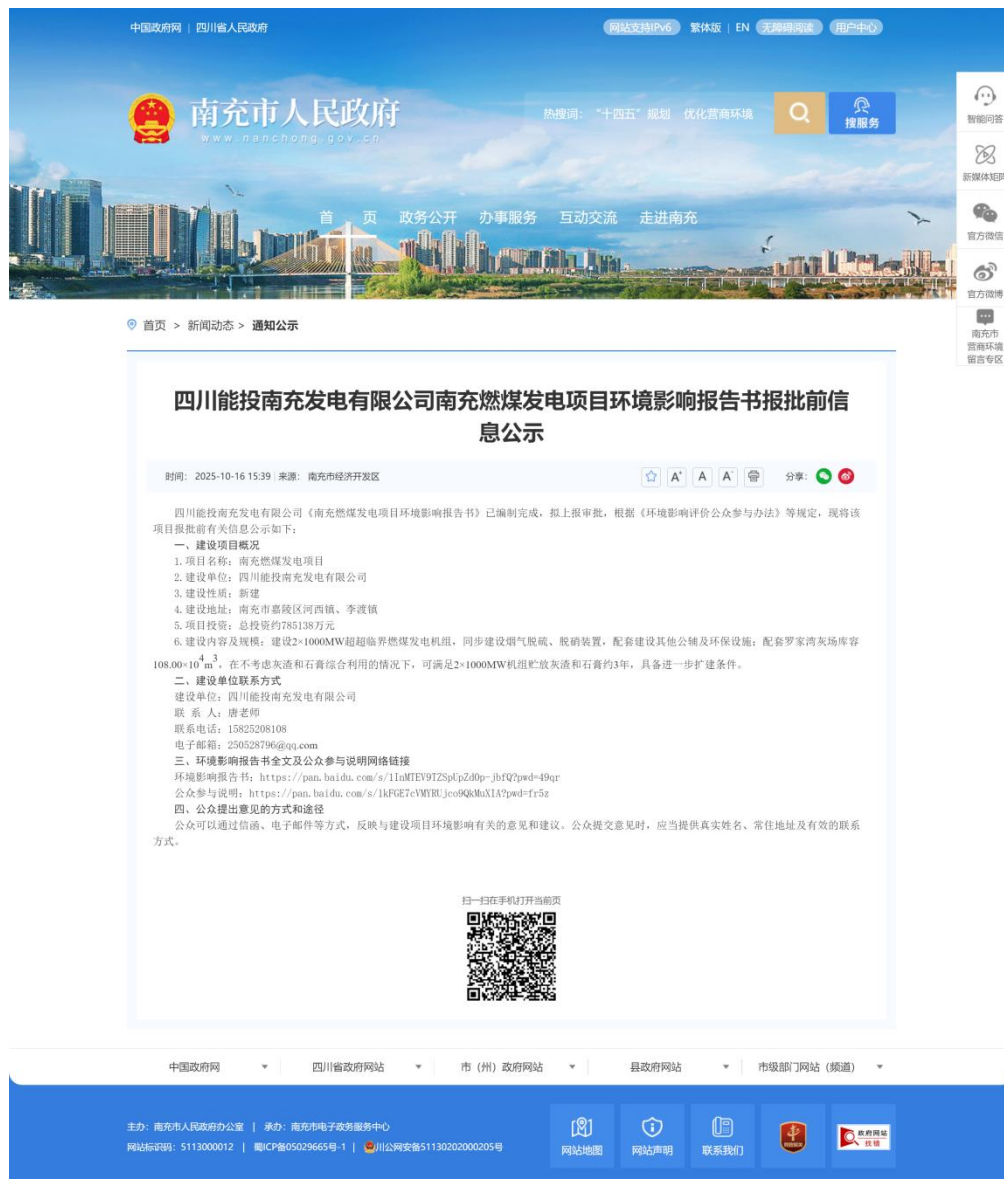 中国政府网 | 四川省人民政府
网站支持IPv6 繁体版 | EN 无障碍阅读 用户中心
南充市人民政府
www.nanchong.gov.cn
热搜词： “十四五”规划 优化营商环境
搜服务
智能问答
新媒体矩阵
官方微信
官方微博
南充市
营商环境
留言专区
首 页 政务公开 办事服务 互动交流 走进南充
首页 > 新闻动态 > 通知公示
四川能投南充发电有限公司南充燃煤发电项目环境影响报告书报批前信
息公示
时间： 2025-10-16 15:39 来源： 南充市经济开发区
A+ A A- 分享：
四川能投南充发电有限公司《南充燃煤发电项目环境影响报告书》已编制完成，拟上报审批，根据《环境影响评价公众参与办法》等规定，现将该
项目报批前有关信息公示如下：
一、建设项目概况
1.项目名称：南充燃煤发电项目
2.建设单位：四川能投南充发电有限公司
3.建设性质：新建
4.建设地址：南充市嘉陵区河西镇、李渡镇
5.项目投资：总投资约785138万元
6.建设内容及规模：建设2×1000MW超超临界燃煤发电机组，同步建设烟气脱硫、脱硝装置，配套建设其他公辅及环保设施；配套罗家湾灰场库容
108.00×10⁴m³，在不考虑灰渣和石膏综合利用的情况下，可满足2×1000MW机组贮放灰渣和石膏约3年，具备进一步扩建条件。
二、建设单位联系方式
建设单位：四川能投南充发电有限公司
联 系 人：唐老师
联系电话：15825208108
电子邮箱：250528796@qq.com
三、环境影响报告书全文及公众参与说明网络链接
环境影响报告书：https://pan.baidu.com/s/1InMTEV9TZSpUpZd0p-jbfQ?pwd=49qr
公众参与说明：https://pan.baidu.com/s/1kFGE7cVMYRUjco9QkMuXIA?pwd=fr5z
四、公众提出意见的方式和途径
公众可以通过信函、电子邮件等方式，反映与建设项目环境影响有关的意见和建议。公众提交意见时，应当提供真实姓名、常住地址及有效的联系
方式。
扫一扫在手机打开当前页
中国政府网 四川省政府网站 市（州）政府网站 县政府网站 市级部门网站（频道）
主办：南充市人民政府办公室 | 承办：南充市电子政务服务中心
网站标识码：5113000012 | 蜀ICP备05029665号-1 | 川公网安备51130202000205号
网站地图 网站声明 联系我们
政府网站
找错